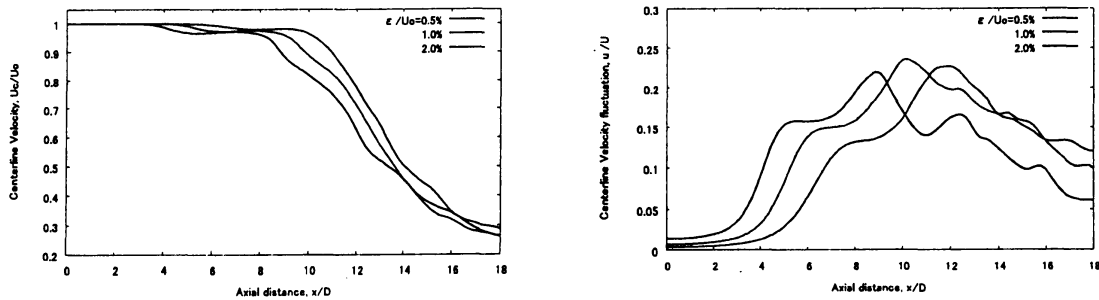 Centerline Velocity, Uc/Uo
1
0.9
0.8
0.7
0.6
0.5
0.4
0.3
0.2
ε/Uo=0.5%
1.0%
2.0%
0 2 4 6 8 10 12 14 16 18
Axial distance, x/D
Centerline Velocity fluctuation, u'/U
0.3
0.25
0.2
0.15
0.1
0.05
0
ε/Uo=0.5%
1.0%
2.0%
0 2 4 6 8 10 12 14 16 18
Axial distance, x/D